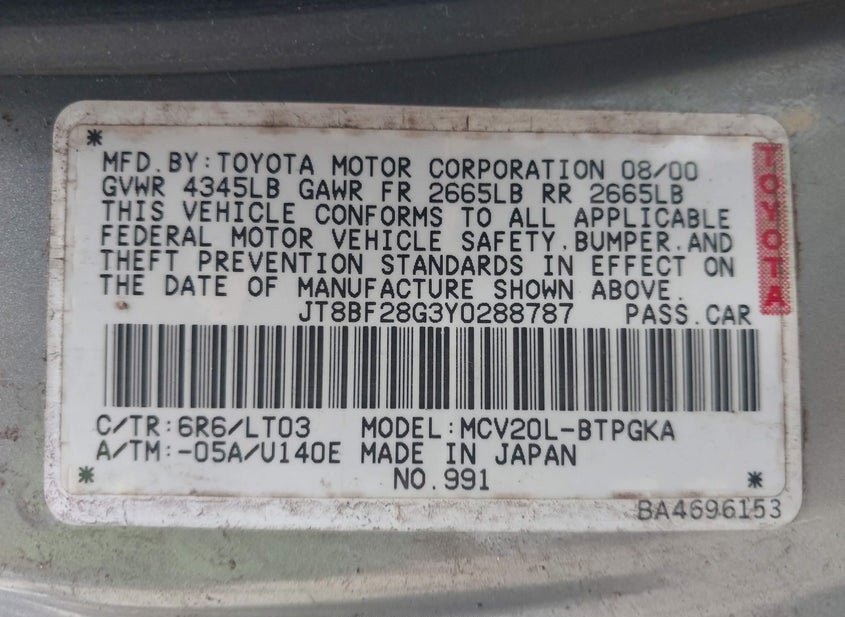 *
MFD.BY:TOYOTA MOTOR CORPORATION 08/00
GVWR 4345LB GAWR FR 2665LB RR 2665LB
THIS VEHICLE CONFORMS TO ALL APPLICABLE
FEDERAL MOTOR VEHICLE SAFETY.BUMPER.AND
THEFT PREVENTION STANDARDS IN EFFECT ON
THE DATE OF MANUFACTURE SHOWN ABOVE.
JT8BF28G3Y0288787 PASS.CAR
TOYOTA
C/TR:6R6/LT03 MODEL:MCV20L-BTPGKA
A/TM:-05A/U140E MADE IN JAPAN
* NO.991 *
BA4696153